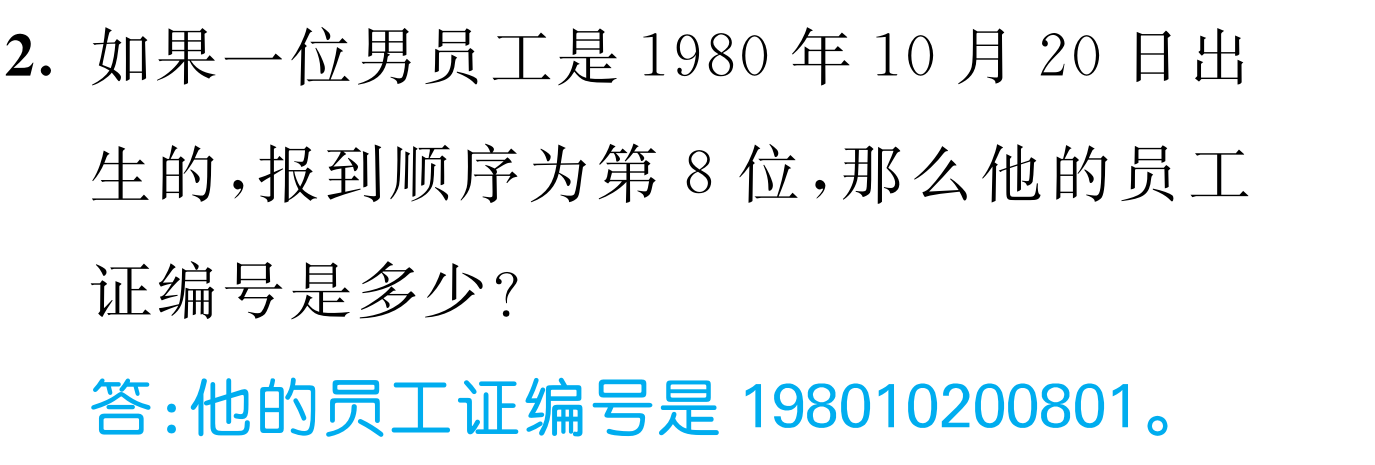 2. 如果一位男员工是 1980 年 10 月 20 日出
生的,报到顺序为第 8 位,那么他的员工
证编号是多少?
答:他的员工证编号是 198010200801。